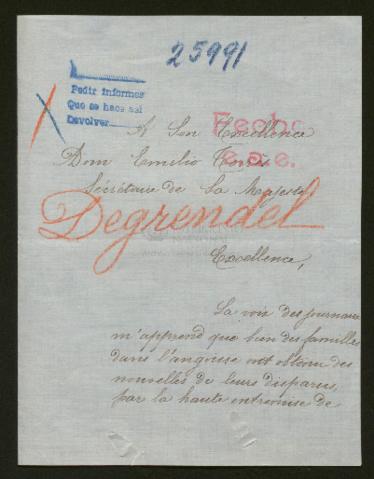 25991
A
Pedir informes
Que se hace así
Devolver
Fecho
e.s.e.
A Son Excellence
Dom Emilio
Secrétaire de Sa Majesté
Degrendel
Excellence,
La voix des journaux
m'apprend que bien des familles
dans l'angoisse ont obtenu des
nouvelles de leurs disparus,
par la haute entremise de